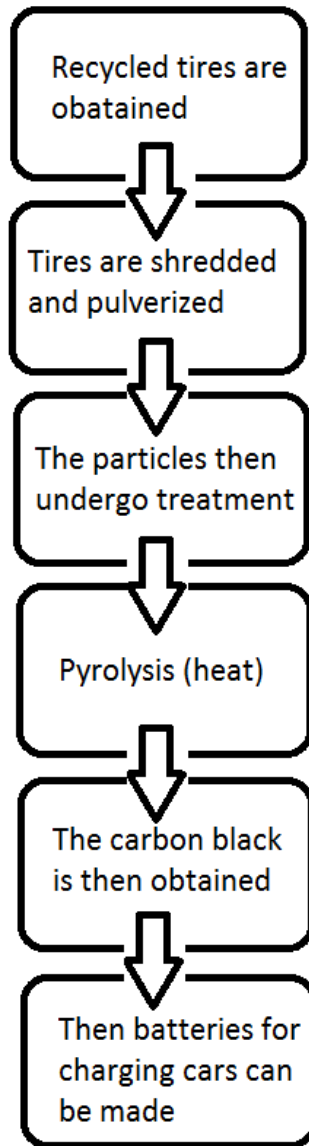 Recycled tires are
obatained
Tires are shredded
and pulverized
The particles then
undergo treatment
Pyrolysis (heat)
The carbon black
is then obtained
Then batteries for
charging cars can
be made